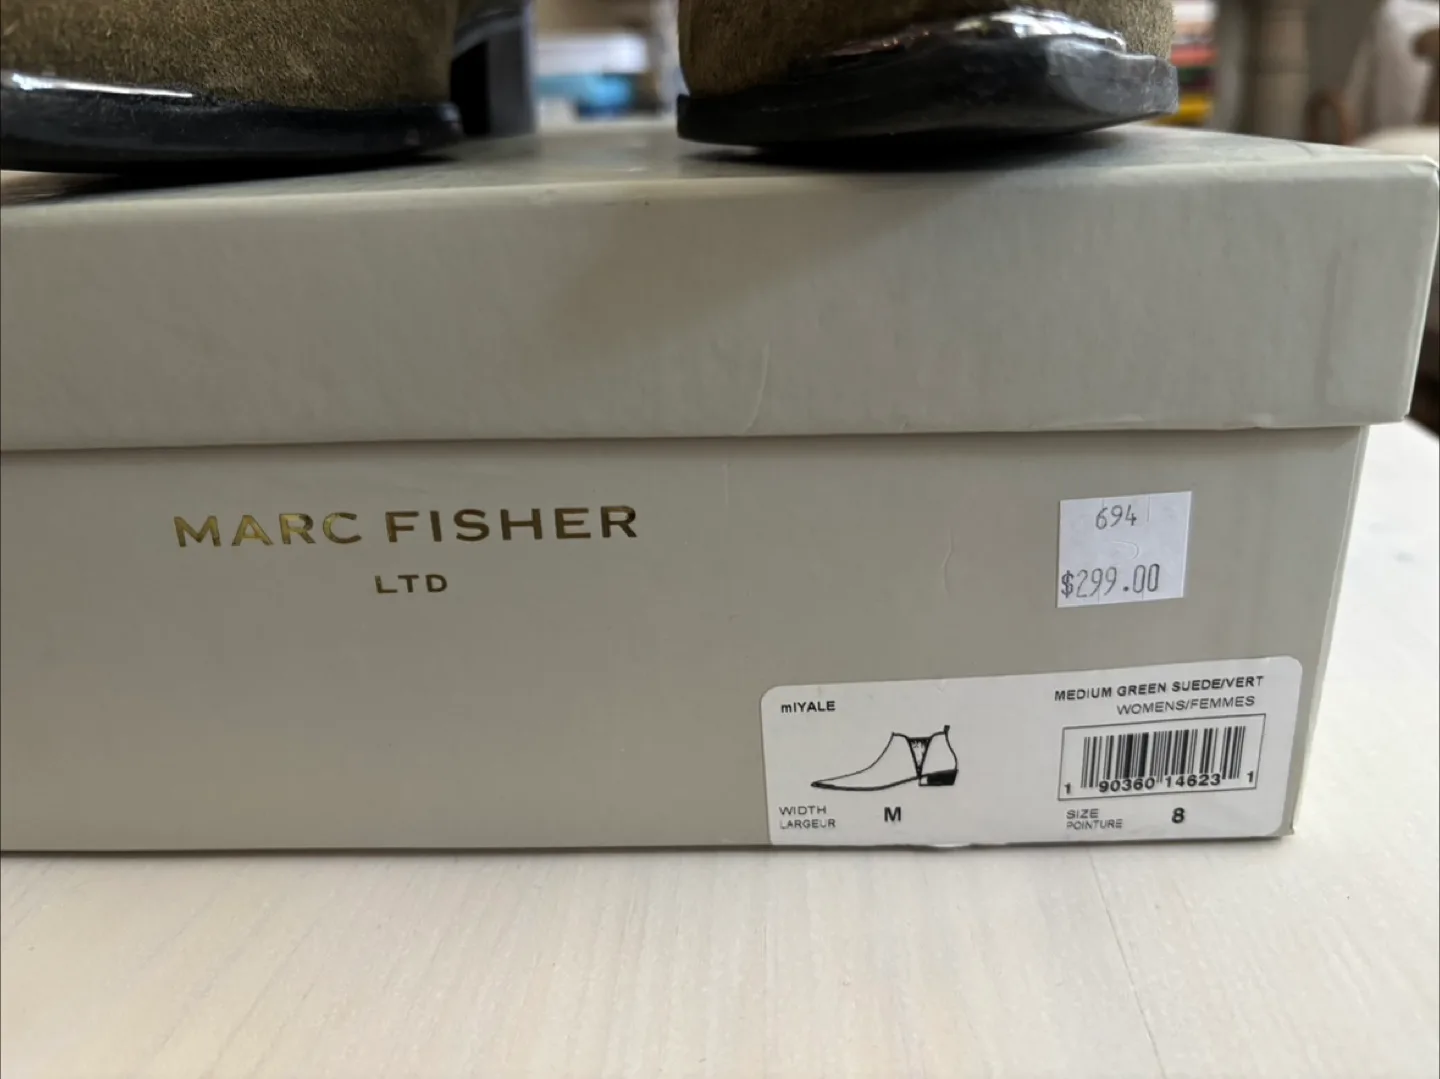 MARC FISHER
LTD
694
$299.00
mIYALE
MEDIUM GREEN SUEDE/VERT
WOMENS/FEMMES
1 90360 14623 1
WIDTH
LARGEUR
M
SIZE
POINTURE
8